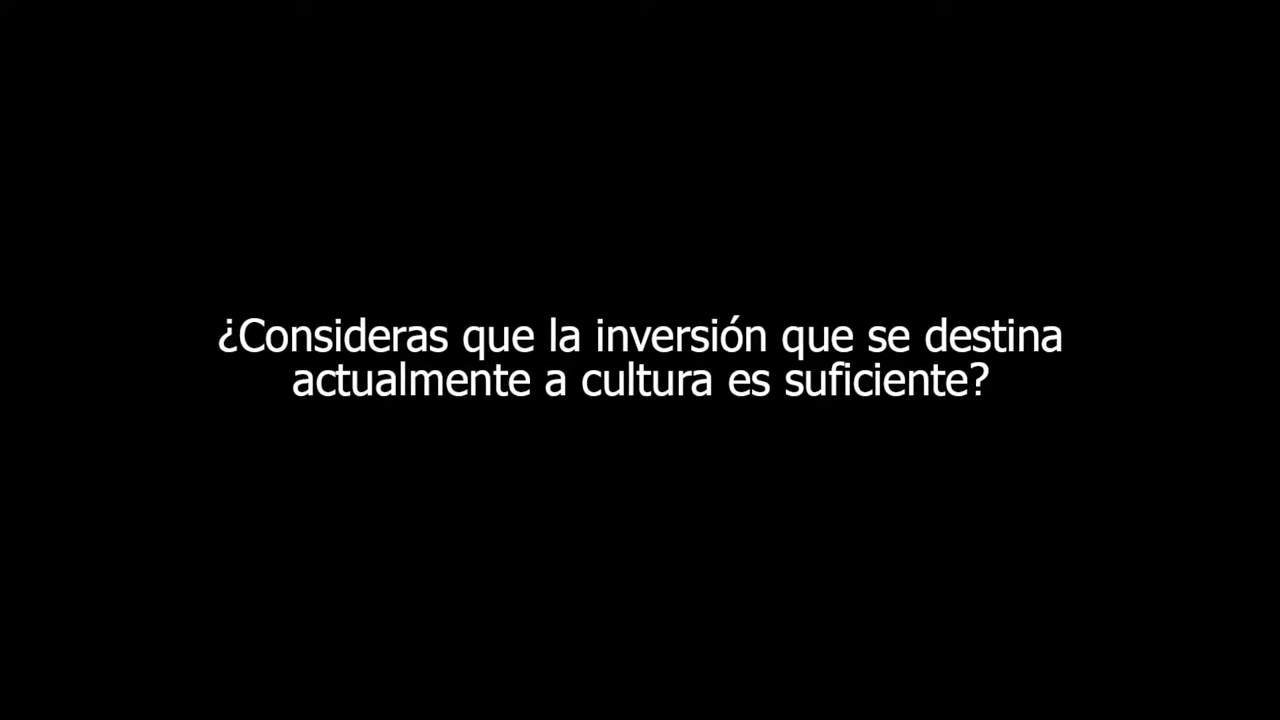 ¿Consideras que la inversión que se destina
actualmente a cultura es suficiente?